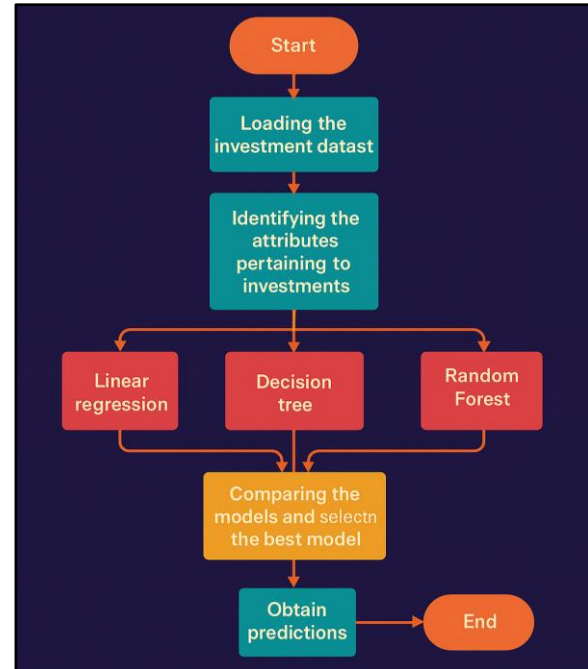 Start
Loading the
investment datast
Identifying the
attributes
pertaining to
investments
Linear
regression
Decision
tree
Random
Forest
Comparing the
models and selectn
the best model
Obtain
predictions
End